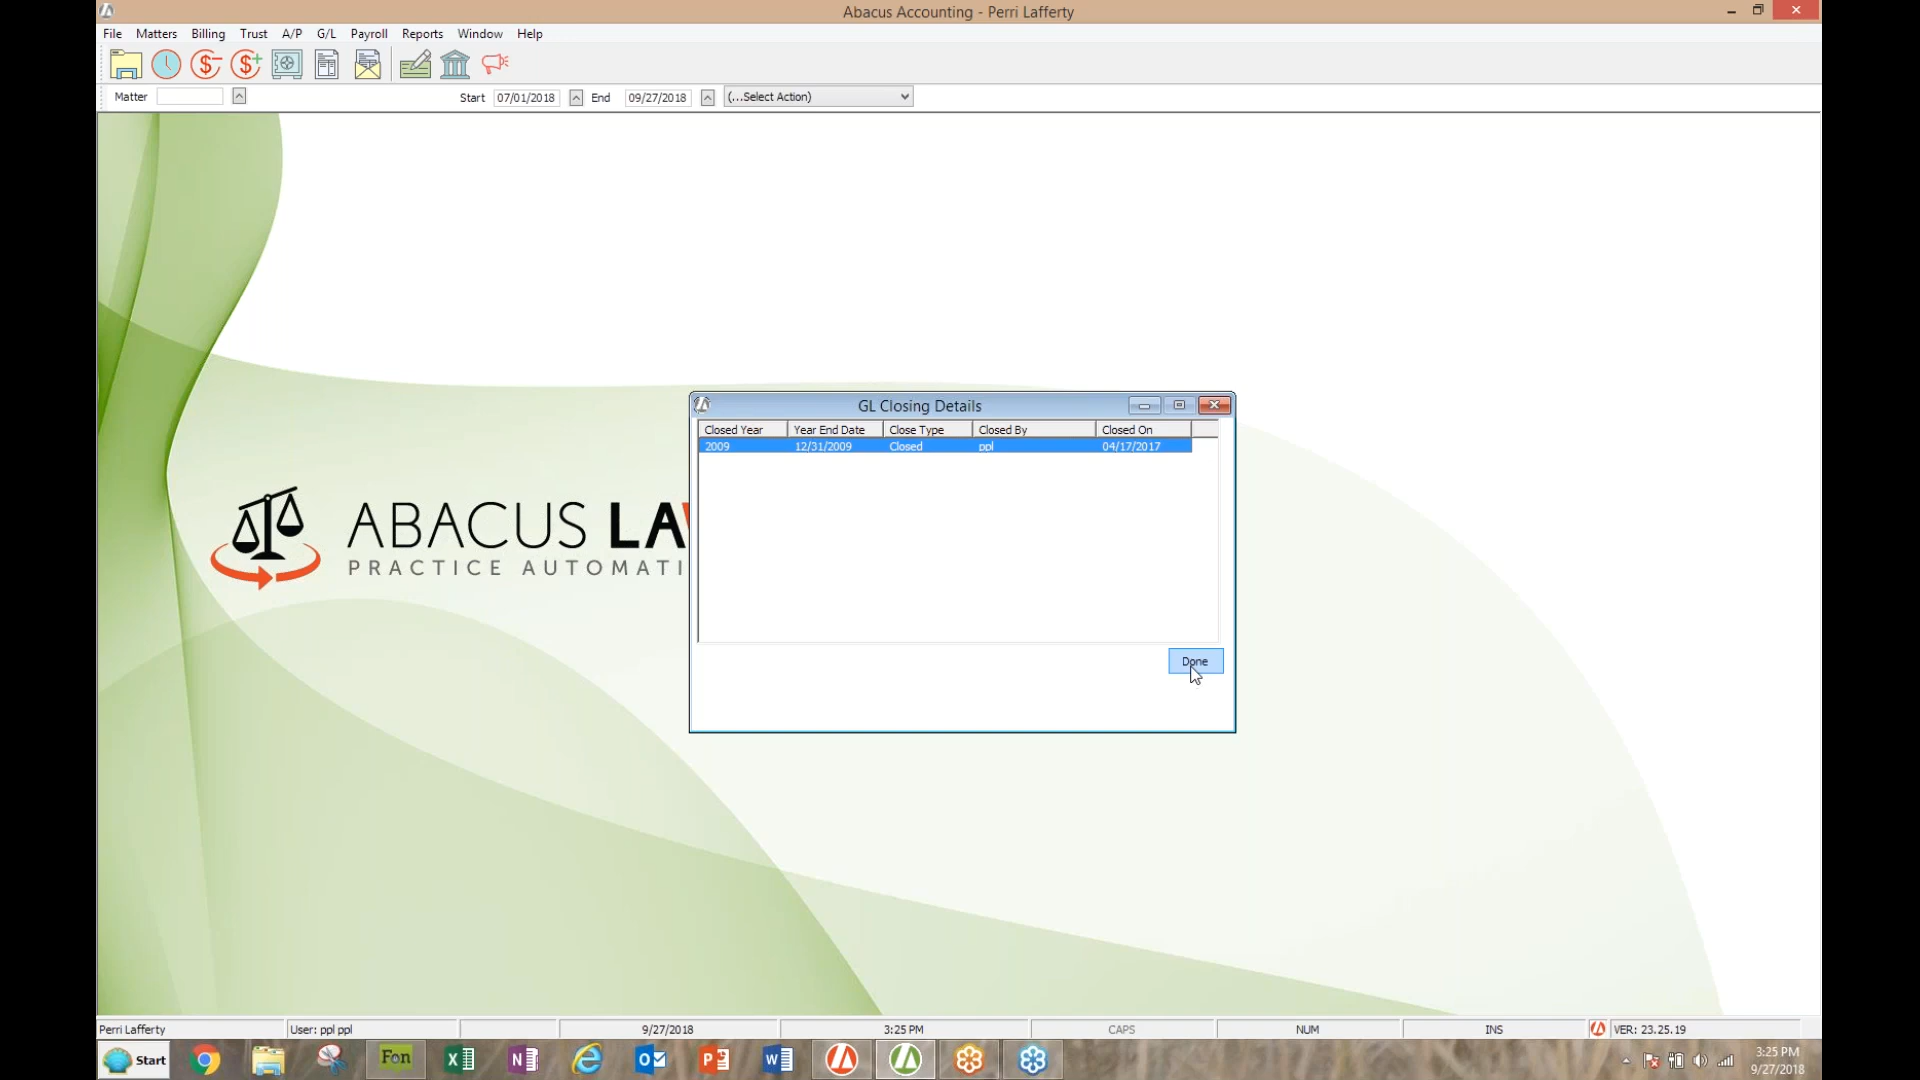 Abacus Accounting - Perri Lafferty
File Matters Billing Trust A/P G/L Payroll Reports Window Help
Matter Start 07/01/2018 End 09/27/2018 (...Select Action)
GL Closing Details
Closed Year Year End Date Close Type Closed By Closed On
2009 12/31/2009 Closed ppl 04/17/2017
ABACUS LAW
PRACTICE AUTOMATI
Done
Perri Lafferty User: ppl ppl 9/27/2018 3:25 PM CAPS NUM INS VER: 23.25.19
Start Fon 3:25 PM
9/27/2018